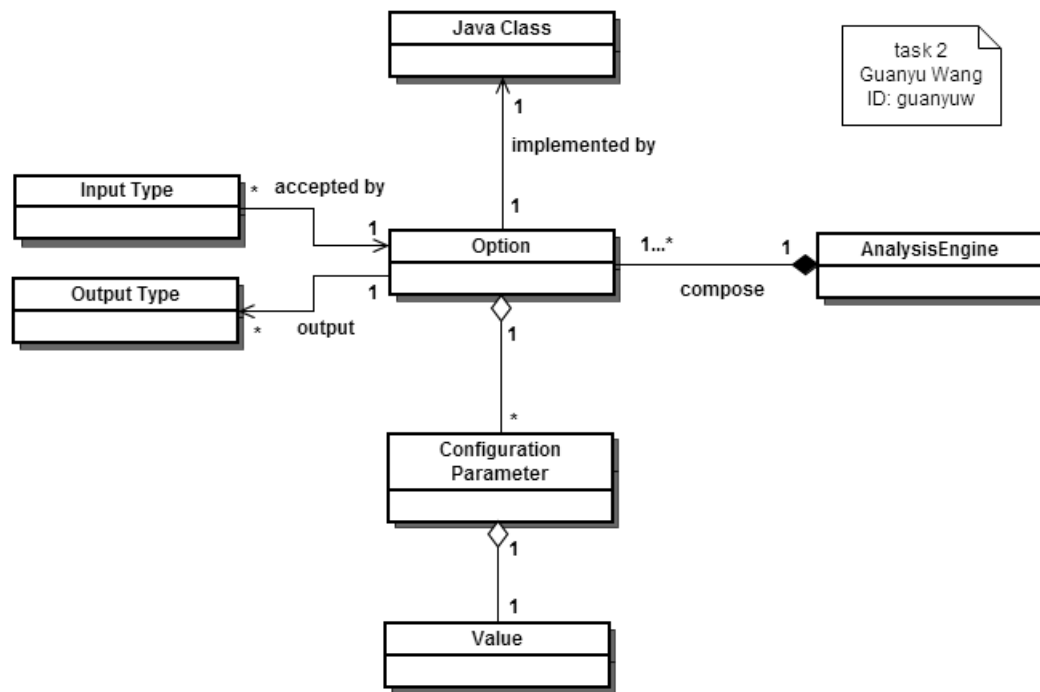 Java Class
task 2
Guanyu Wang
ID: guanyuw
1
implemented by
1
Input Type
*
accepted by
1
Option
1...*
1
AnalysisEngine
compose
Output Type
1
*
output
1
*
Configuration
Parameter
1
1
Value